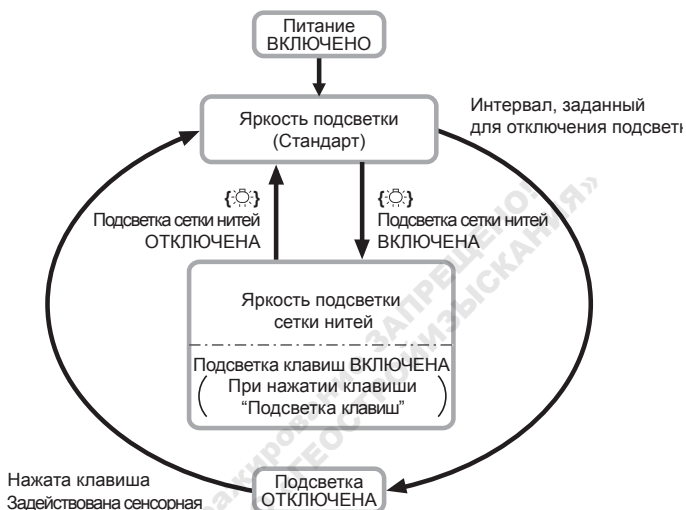 Питание
ВКЛЮЧЕНО
Яркость подсветки
(Стандарт)
Интервал, заданный
для отключения подсветк
{☼}
Подсветка сетки нитей
ОТКЛЮЧЕНА
{☼}
Подсветка сетки нитей
ВКЛЮЧЕНА
Яркость подсветки
сетки нитей
Подсветка клавиш ВКЛЮЧЕНА
( При нажатии клавиши
“Подсветка клавиш” )
Нажата клавиша
Задействована сенсорная
Подсветка
ОТКЛЮЧЕНА
ЗАПРЕЩЕНО!